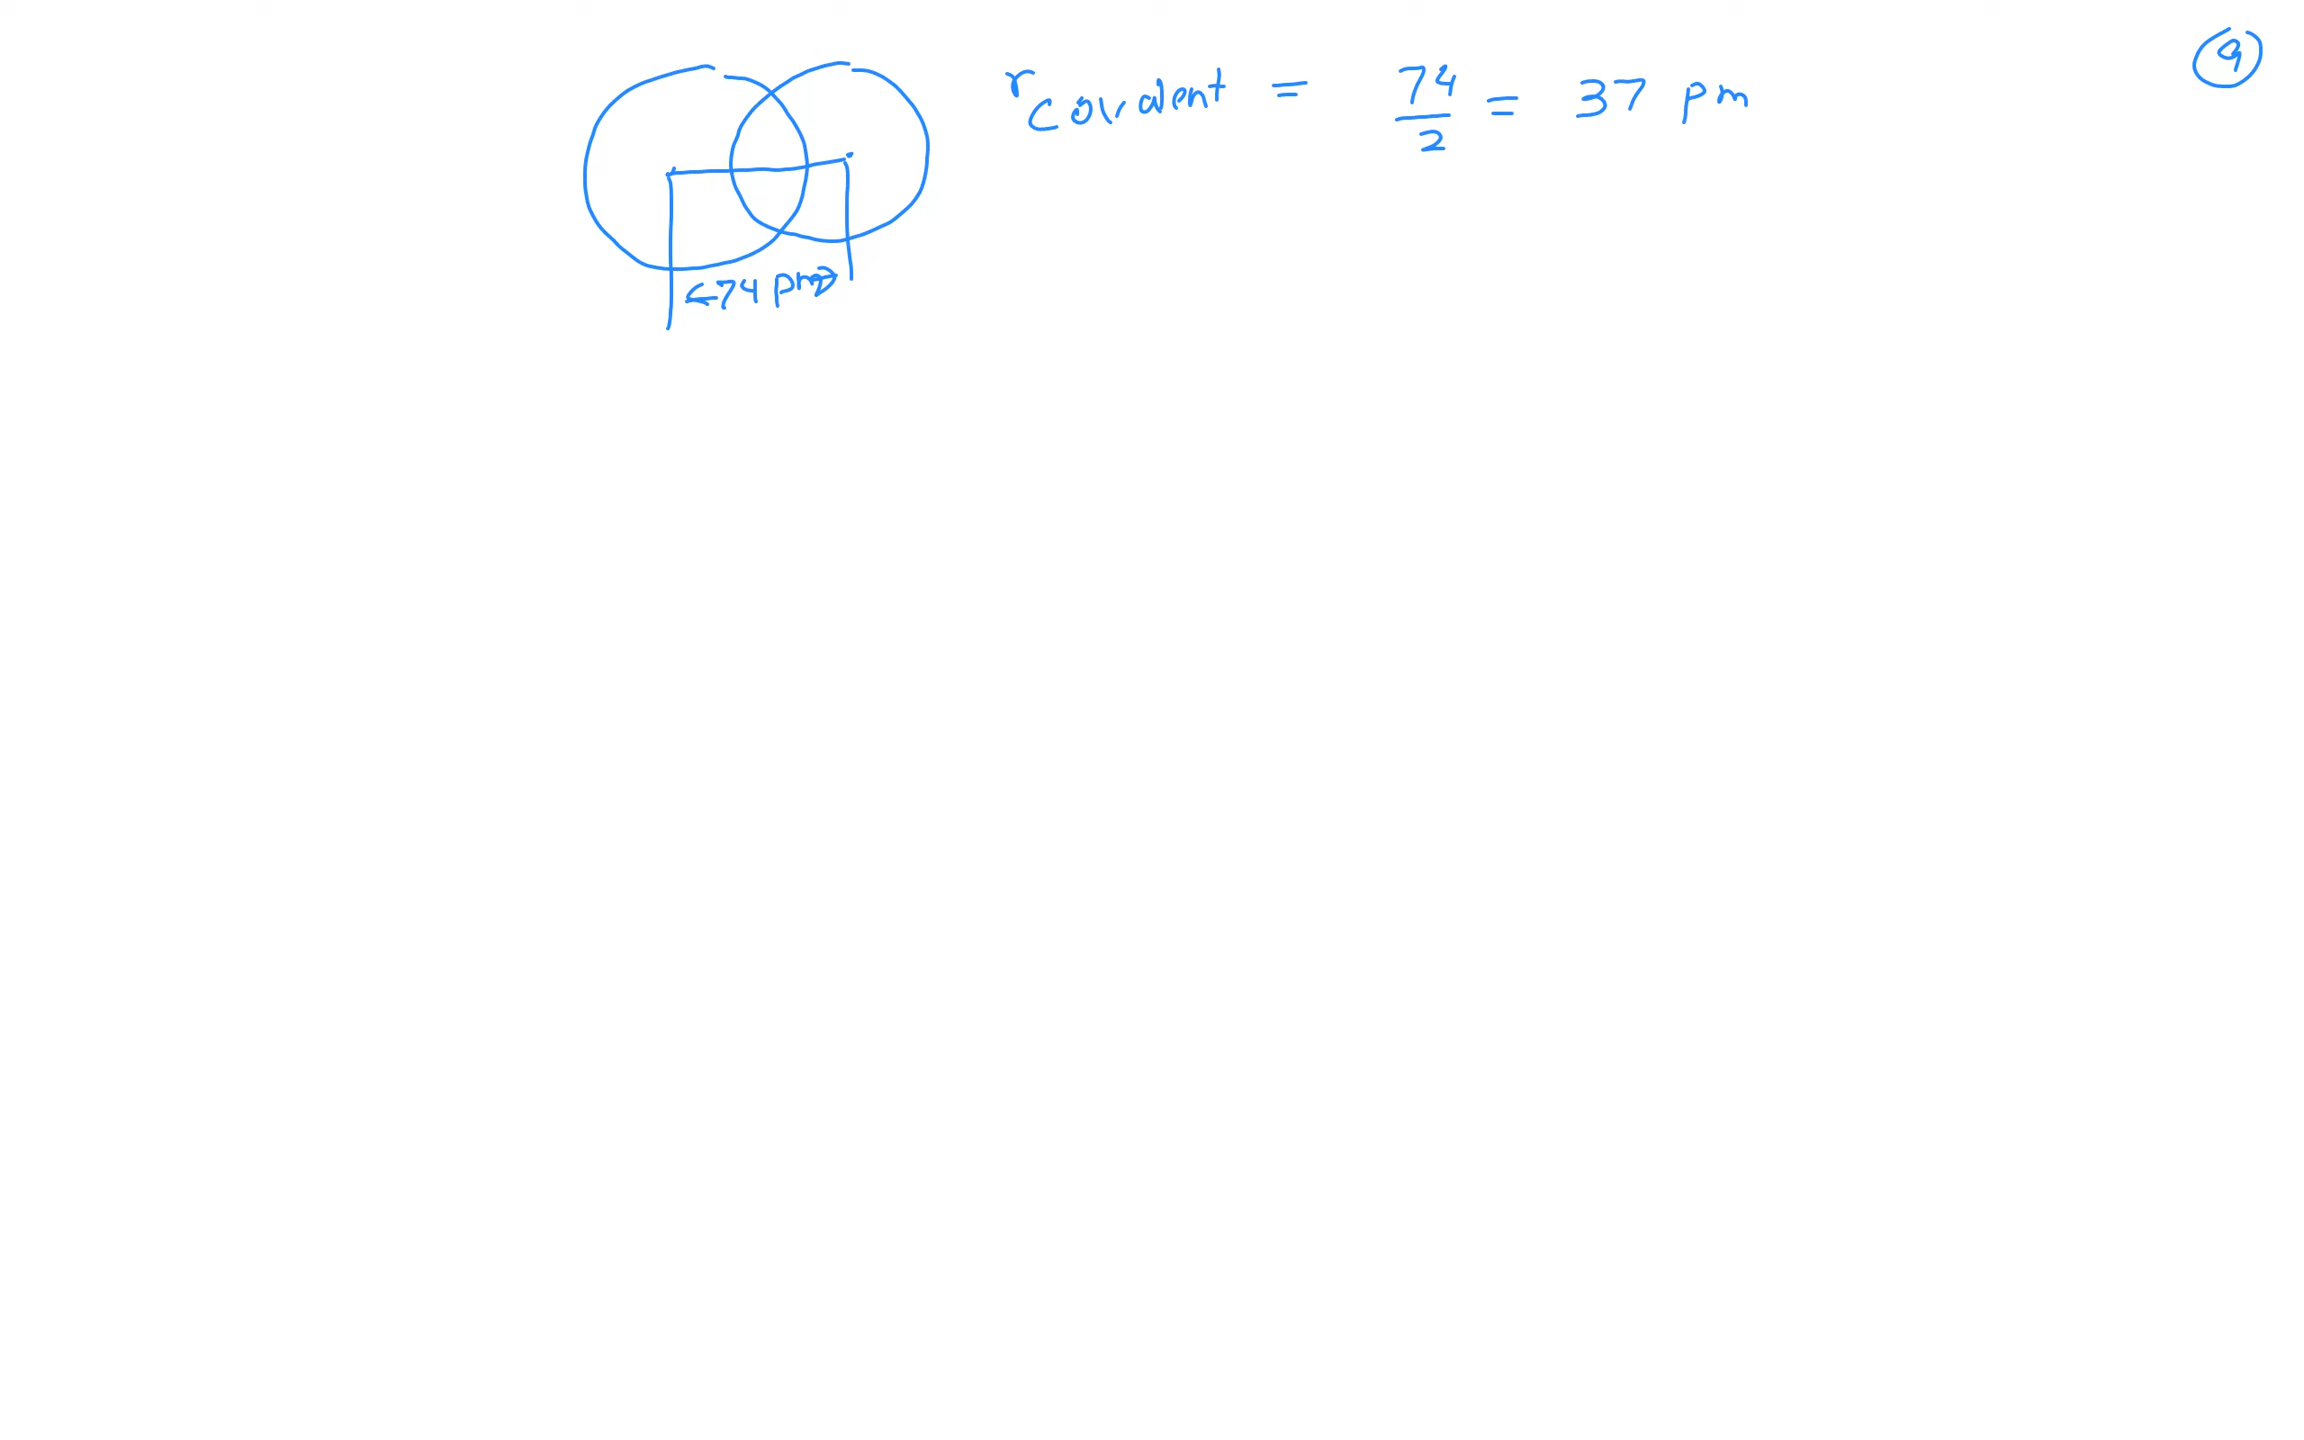 r covalent = 74/2 = 37 pm
←74 pm→
9